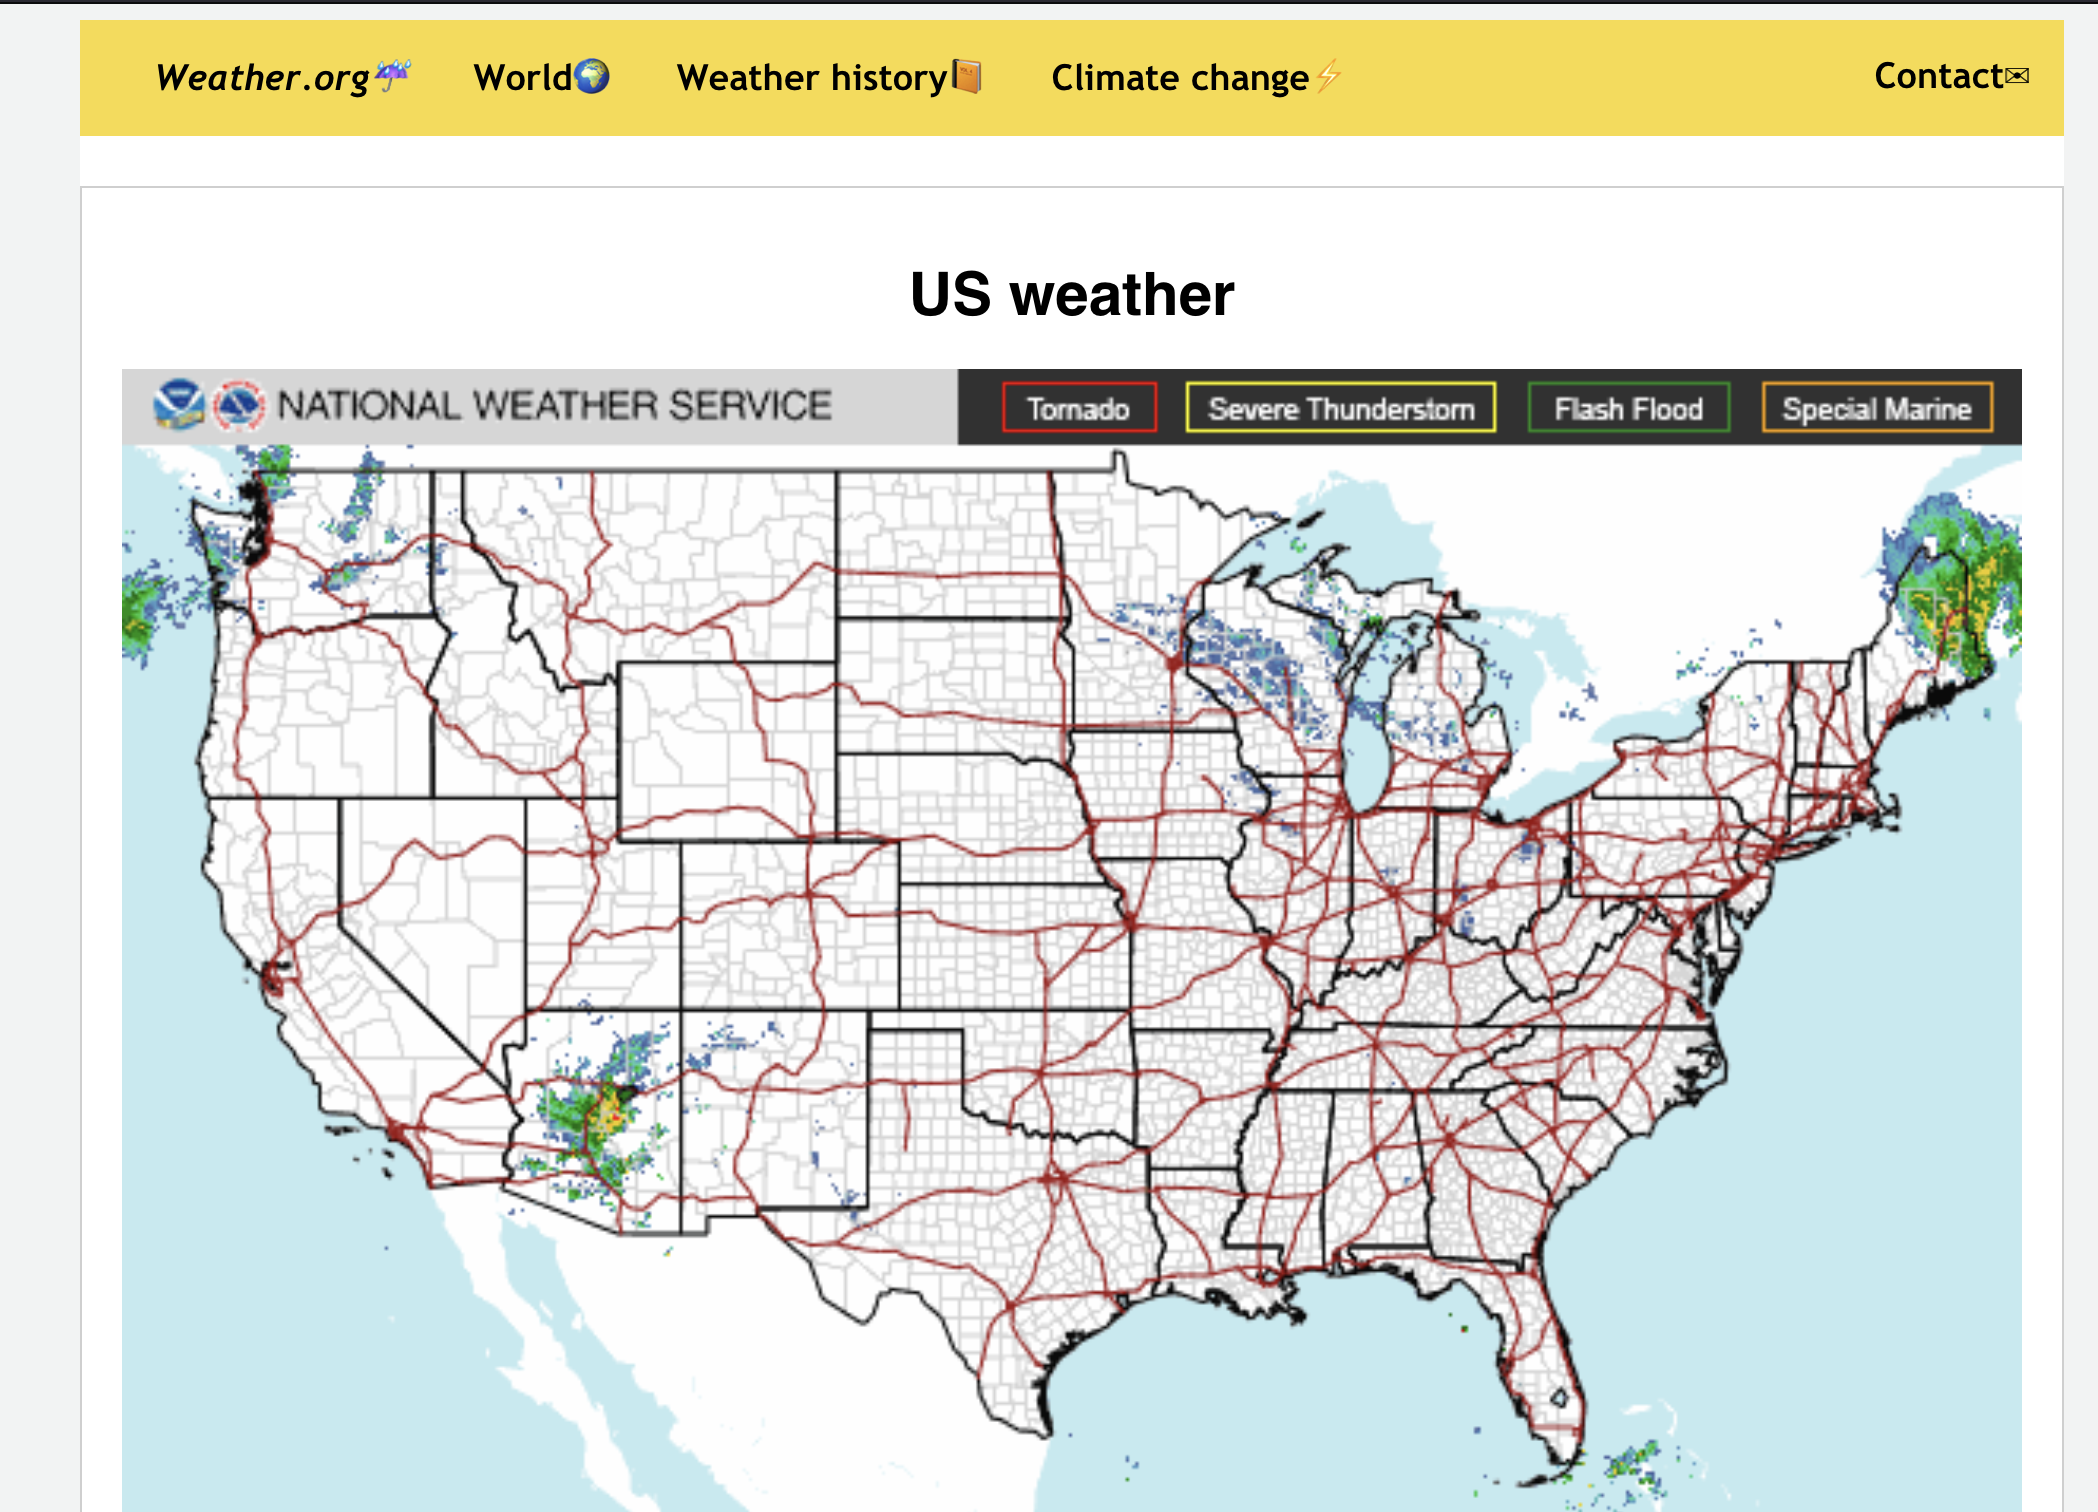 Weather.org☔ World🌍 Weather history📔 Climate change⚡ Contact✉
US weather
NATIONAL WEATHER SERVICE Tornado Severe Thunderstorm Flash Flood Special Marine